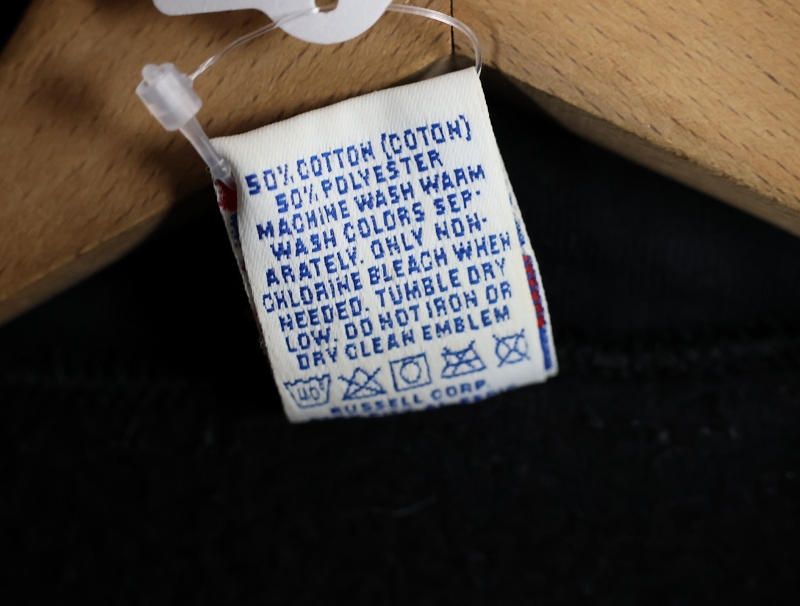 50% COTTON (COTON)
50% POLYESTER
MACHINE WASH WARM
WASH COLORS SEP-
ARATELY. ONLY NON-
CHLORINE BLEACH WHEN
NEEDED. TUMBLE DRY
LOW. DO NOT IRON OR
DRY CLEAN EMBLEM
40°
RUSSELL CORP.